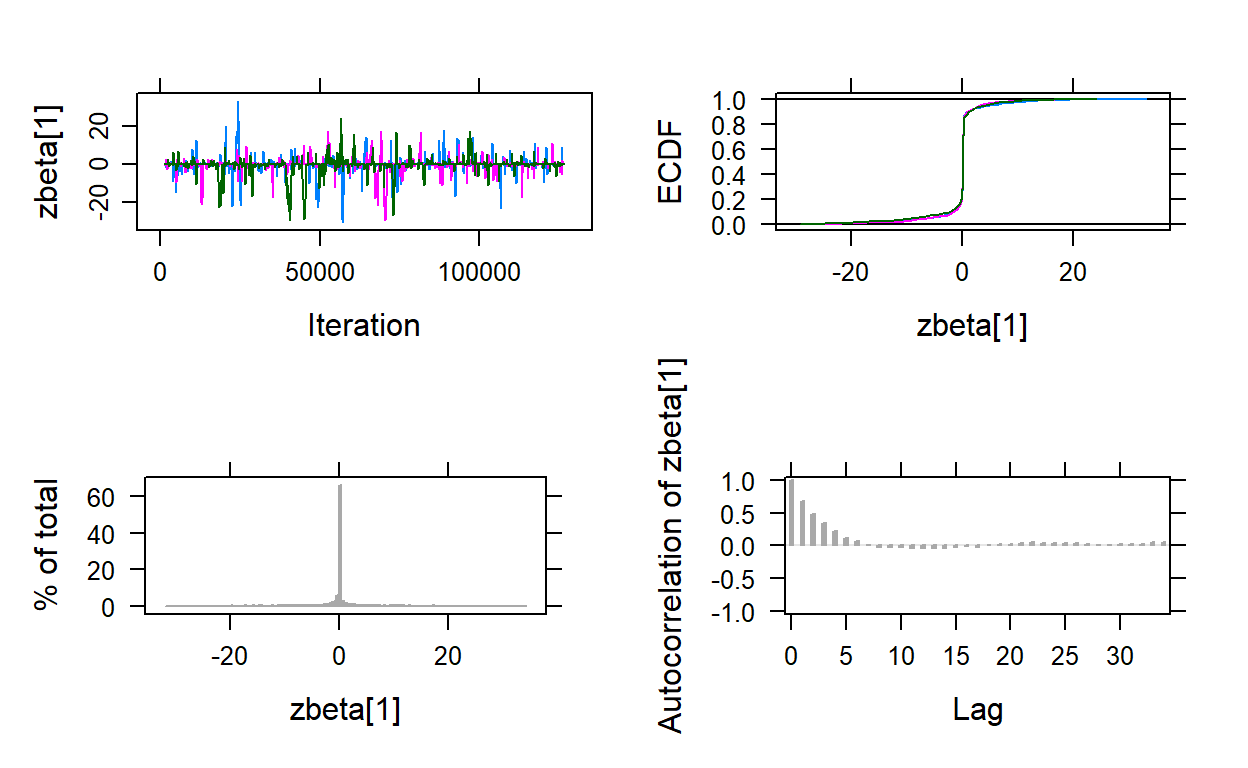 zbeta[1]
20
0
-20
0 50000 100000
Iteration
ECDF
1.0
0.8
0.6
0.4
0.2
0.0
-20 0 20
zbeta[1]
% of total
60
40
20
0
-20 0 20
zbeta[1]
Autocorrelation of zbeta[1]
1.0
0.5
0.0
-0.5
-1.0
0 5 10 15 20 25 30
Lag